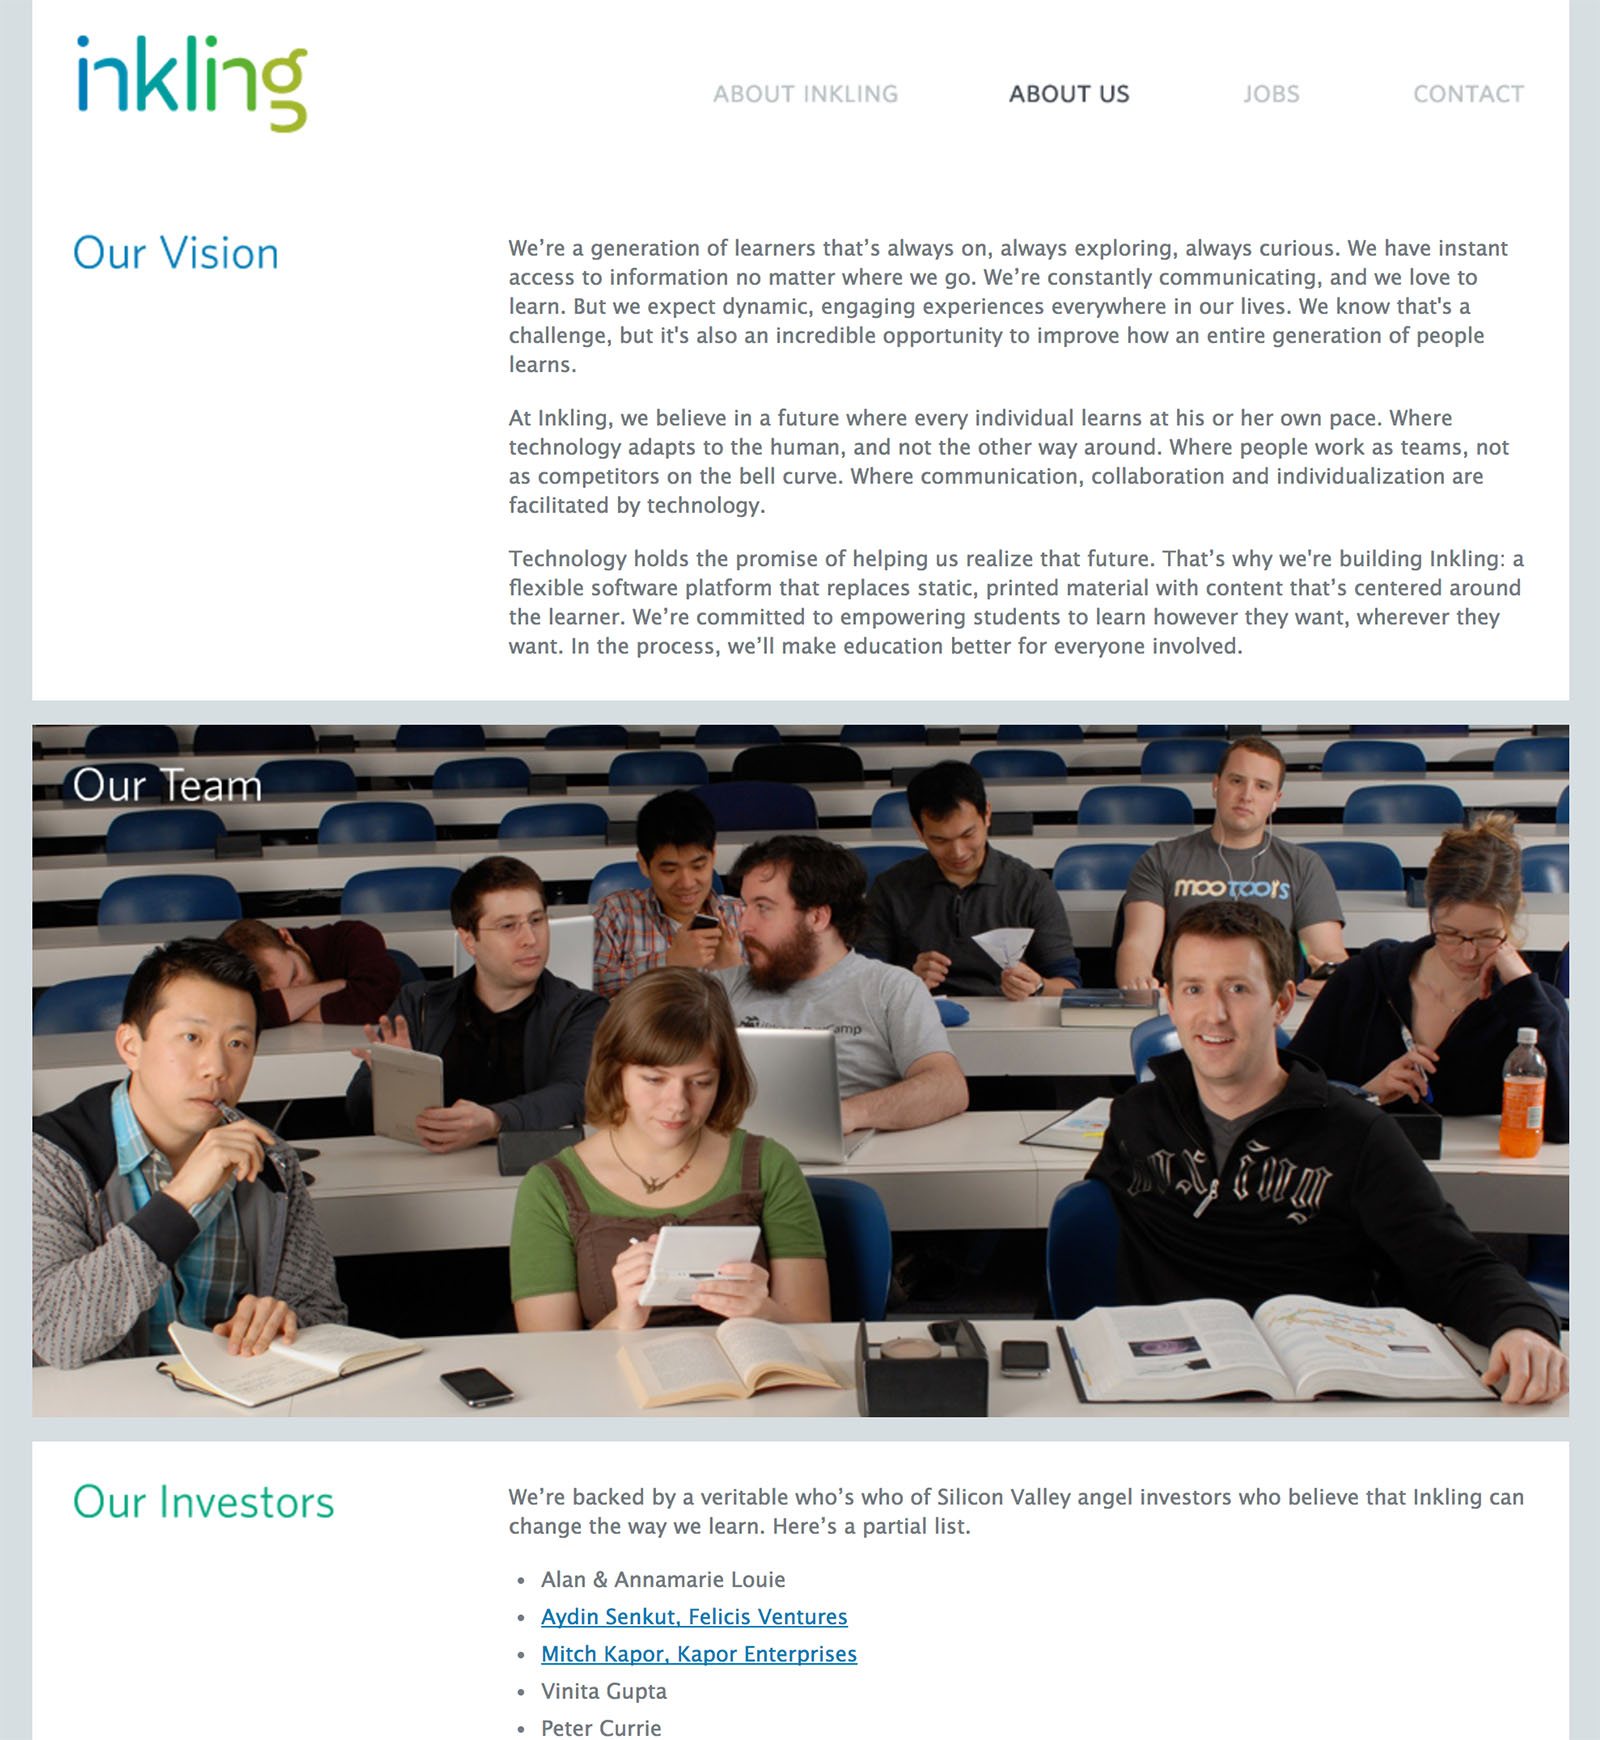 inkling
ABOUT INKLING
ABOUT US
JOBS
CONTACT
Our Vision
We’re a generation of learners that’s always on, always exploring, always curious. We have instant
access to information no matter where we go. We’re constantly communicating, and we love to
learn. But we expect dynamic, engaging experiences everywhere in our lives. We know that's a
challenge, but it's also an incredible opportunity to improve how an entire generation of people
learns.
At Inkling, we believe in a future where every individual learns at his or her own pace. Where
technology adapts to the human, and not the other way around. Where people work as teams, not
as competitors on the bell curve. Where communication, collaboration and individualization are
facilitated by technology.
Technology holds the promise of helping us realize that future. That’s why we're building Inkling: a
flexible software platform that replaces static, printed material with content that’s centered around
the learner. We’re committed to empowering students to learn however they want, wherever they
want. In the process, we’ll make education better for everyone involved.
Our Team
mootools
Camp
Our Investors
We’re backed by a veritable who’s who of Silicon Valley angel investors who believe that Inkling can
change the way we learn. Here’s a partial list.
• Alan & Annamarie Louie
• Aydin Senkut, Felicis Ventures
• Mitch Kapor, Kapor Enterprises
• Vinita Gupta
• Peter Currie